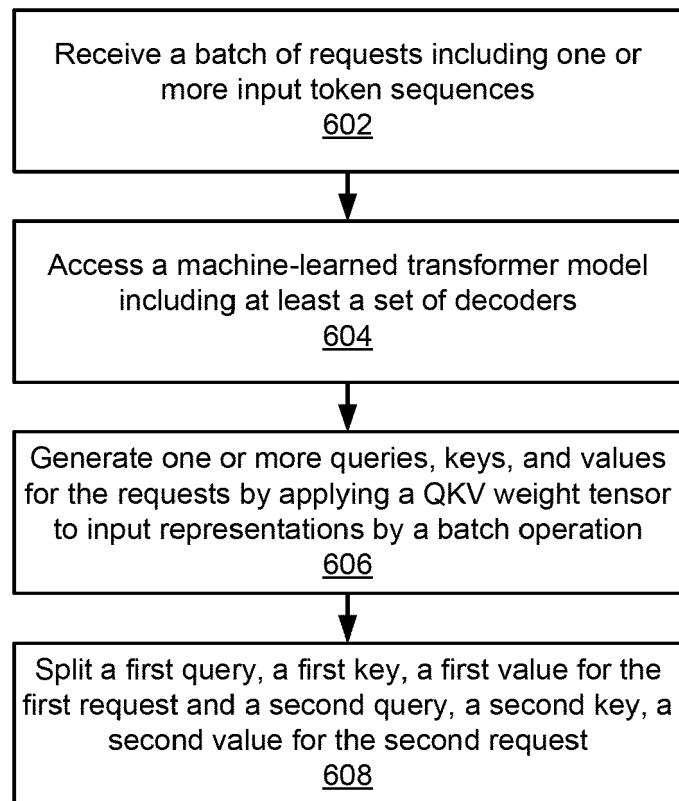 Receive a batch of requests including one or
more input token sequences
602
Access a machine-learned transformer model
including at least a set of decoders
604
Generate one or more queries, keys, and values
for the requests by applying a QKV weight tensor
to input representations by a batch operation
606
Split a first query, a first key, a first value for the
first request and a second query, a second key, a
second value for the second request
608